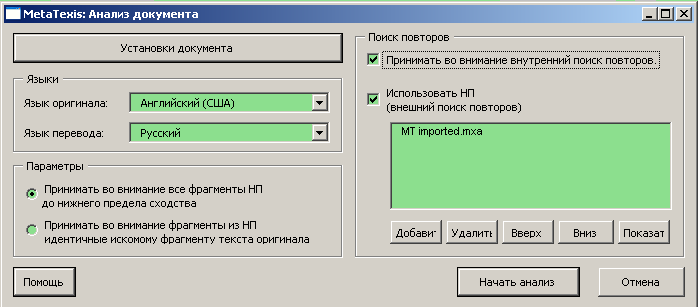 MetaTexis: Анализ документа
Установки документа
Языки
Язык оригинала:
Английский (США)
Язык перевода:
Русский
Параметры
Принимать во внимание все фрагменты НП
до нижнего предела сходства
Принимать во внимание фрагменты из НП
идентичные искомому фрагменту текста оригинала
Поиск повторов
Принимать во внимание внутренний поиск повторов.
Использовать НП
(внешний поиск повторов)
MT imported.mxa
Добавит Удалить Вверх Вниз Показат
Помощь
Начать анализ
Отмена